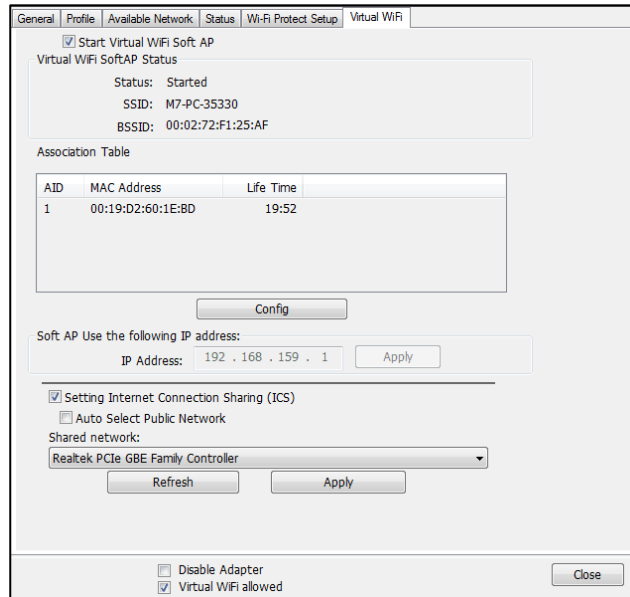 General Profile Available Network Status Wi-Fi Protect Setup Virtual WiFi
Start Virtual WiFi Soft AP
Virtual WiFi SoftAP Status
Status: Started
SSID: M7-PC-35330
BSSID: 00:02:72:F1:25:AF
Association Table
AID MAC Address Life Time
1 00:19:D2:60:1E:BD 19:52
Config
Soft AP Use the following IP address:
IP Address: 192 . 168 . 159 . 1 Apply
Setting Internet Connection Sharing (ICS)
Auto Select Public Network
Shared network:
Realtek PCIe GBE Family Controller
Refresh Apply
Disable Adapter
Virtual WiFi allowed
Close